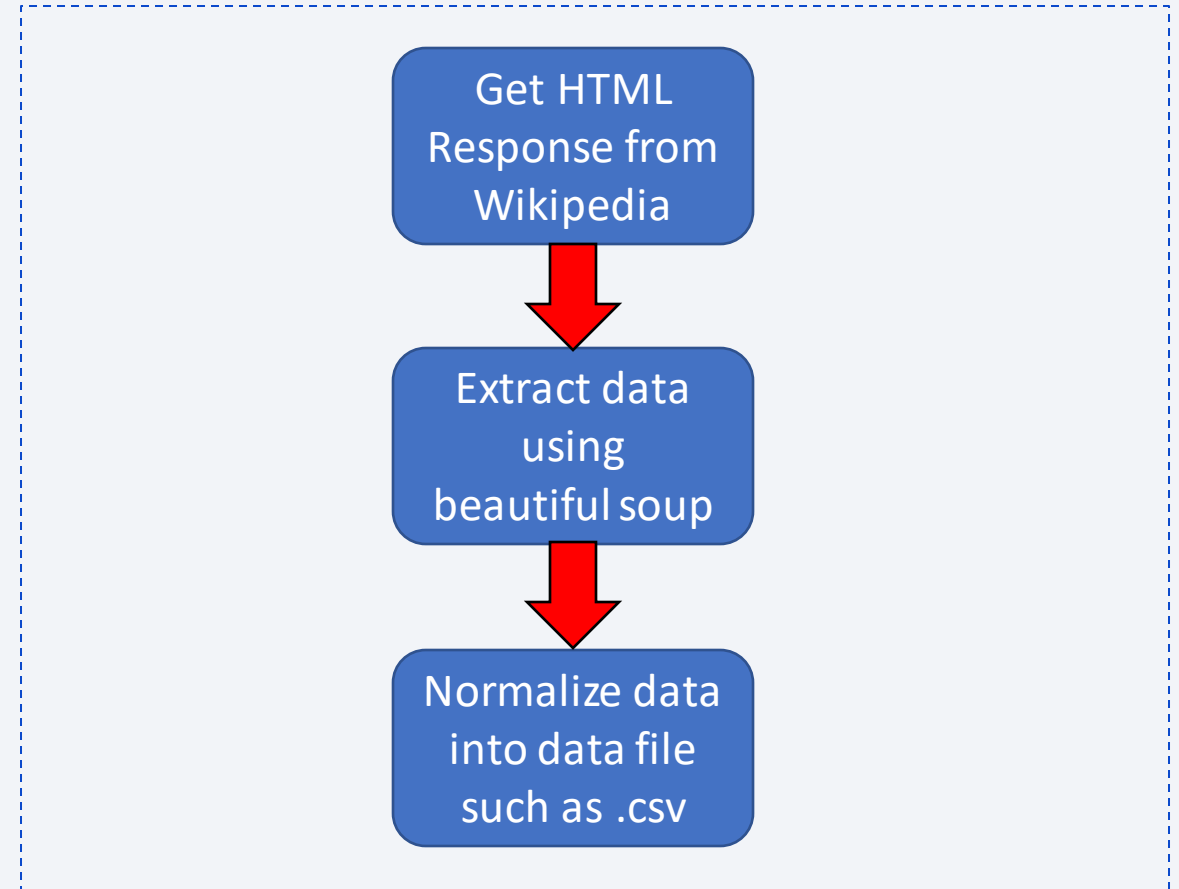 Get HTML
Response from
Wikipedia
Extract data
using
beautiful soup
Normalize data
into data file
such as .csv